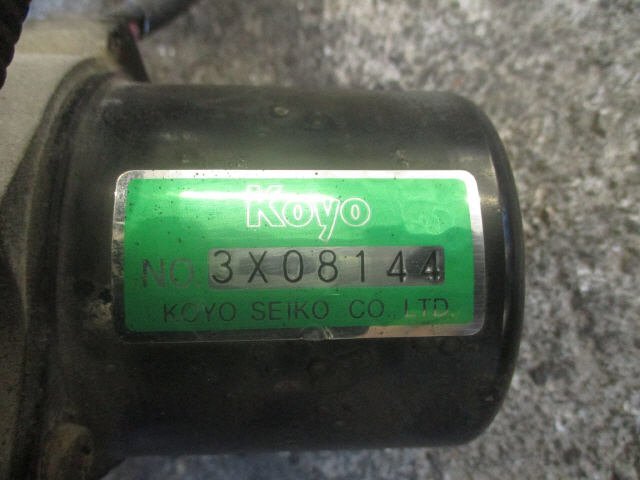 Koyo
NO. 3X08144
KOYO SEIKO CO., LTD.